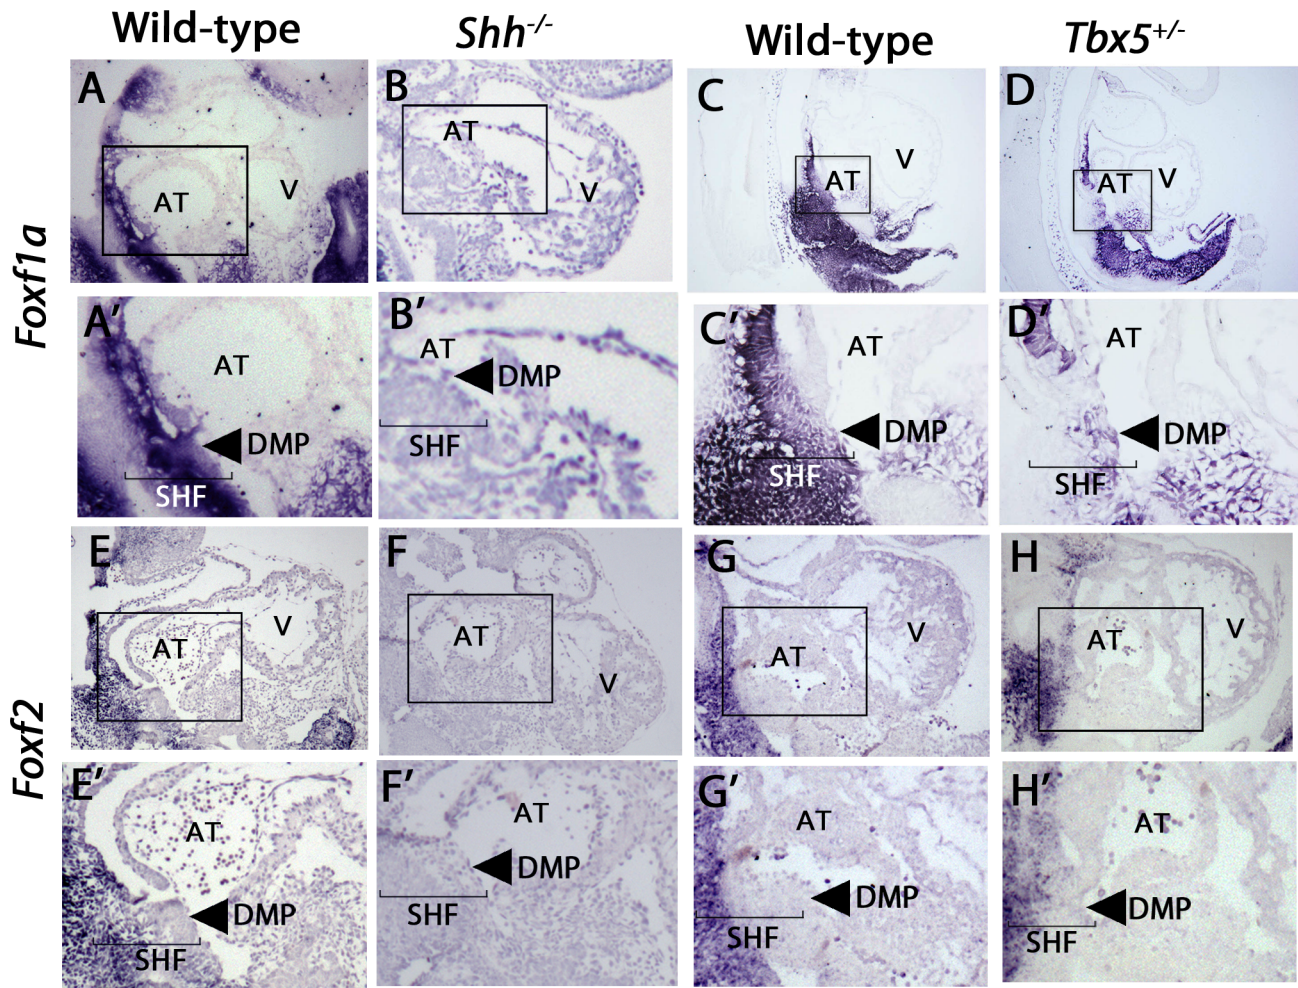 Wild-type
Shh-/-
Wild-type
Tbx5+/-
Foxf1a
A
AT
V
B
AT
V
C
AT
V
D
AT
V
A'
AT
DMP
SHF
B'
AT
DMP
SHF
C'
AT
DMP
SHF
D'
AT
DMP
SHF
Foxf2
E
AT
V
F
AT
V
G
AT
V
H
AT
V
E'
AT
DMP
SHF
F'
AT
DMP
SHF
G'
AT
DMP
SHF
H'
AT
DMP
SHF